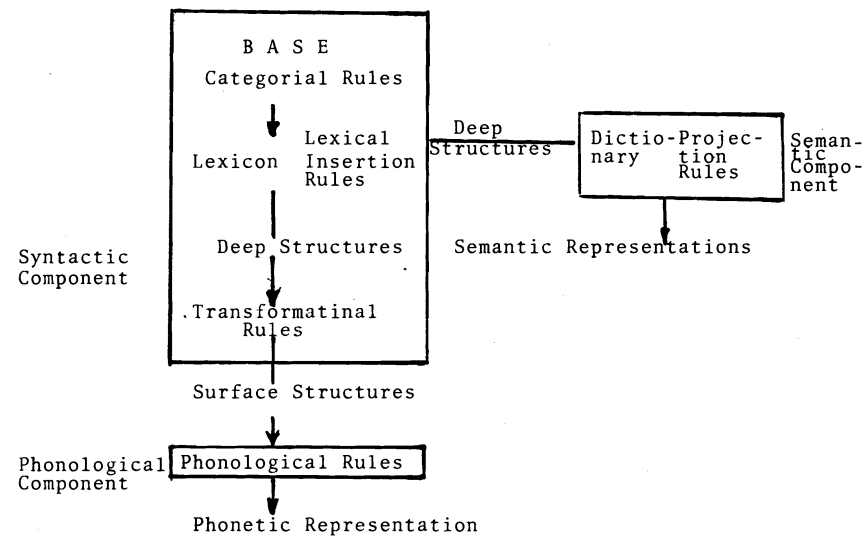 B A S E
Categorial Rules
Lexical
Lexicon Insertion
Rules
Deep Structures
.Transformatinal
Rules
Syntactic
Component
Deep
Structures
Dictio-
nary
Projec-
tion
Rules
Seman-
tic
Compo-
nent
Semantic Representations
Surface Structures
Phonological
Component
Phonological Rules
Phonetic Representation